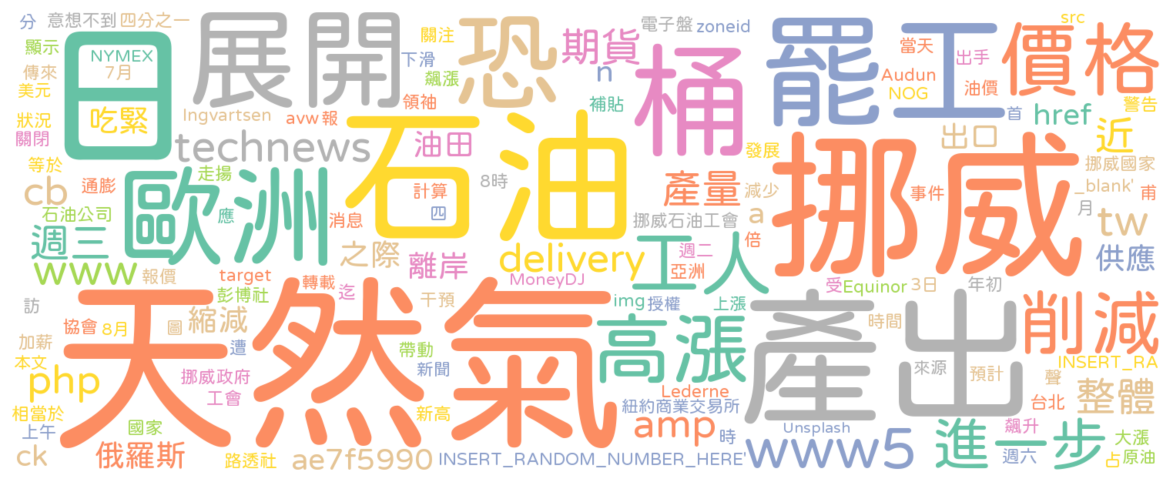 分 意想不到 四分之一
顯示 NYMEX
傳來 7月
美元
日 吃緊
狀況
關閉
展開 恐 期貨 電子盤 zoneid
關注
下滑 n
飆漲 補貼
Ingvartsen 領袖
avw 報
technews
桶 罷工 價格
src
當天 出手
Audun 油價
NOG 首 警告
href
出口 近
石油 油田
等於
cb 通膨 走揚
歐洲 計算 8時
應 消息 四
石油公司
週三
產量 減少 發展
a
倍
挪威石油工會
挪威 事件 挪威國家
_blank'
月 tw
供應
www 報價 target 轉載 之際 離岸 delivery 工人 週二
亞洲
MoneyDJ
彭博社 迄 干預 img 授權 上漲 受 Equinor 3日 年初
訪 協會 8月 圖 縮減
天然氣 高漲 產出 時間 削減
加薪 遭 帶動
本文 新聞 來源 預計 INSERT_RA
php 挪威政府 Lederne 聲
工會 整體
相當於 新高 紐約商業交易所 台北
上午 國家 amp 時 Unsplash 飆升 大漲
ck 俄羅斯 路透社 ae7f5990 INSERT_RANDOM_NUMBER_HERE' www5 進一步 週六 占 原油
甫